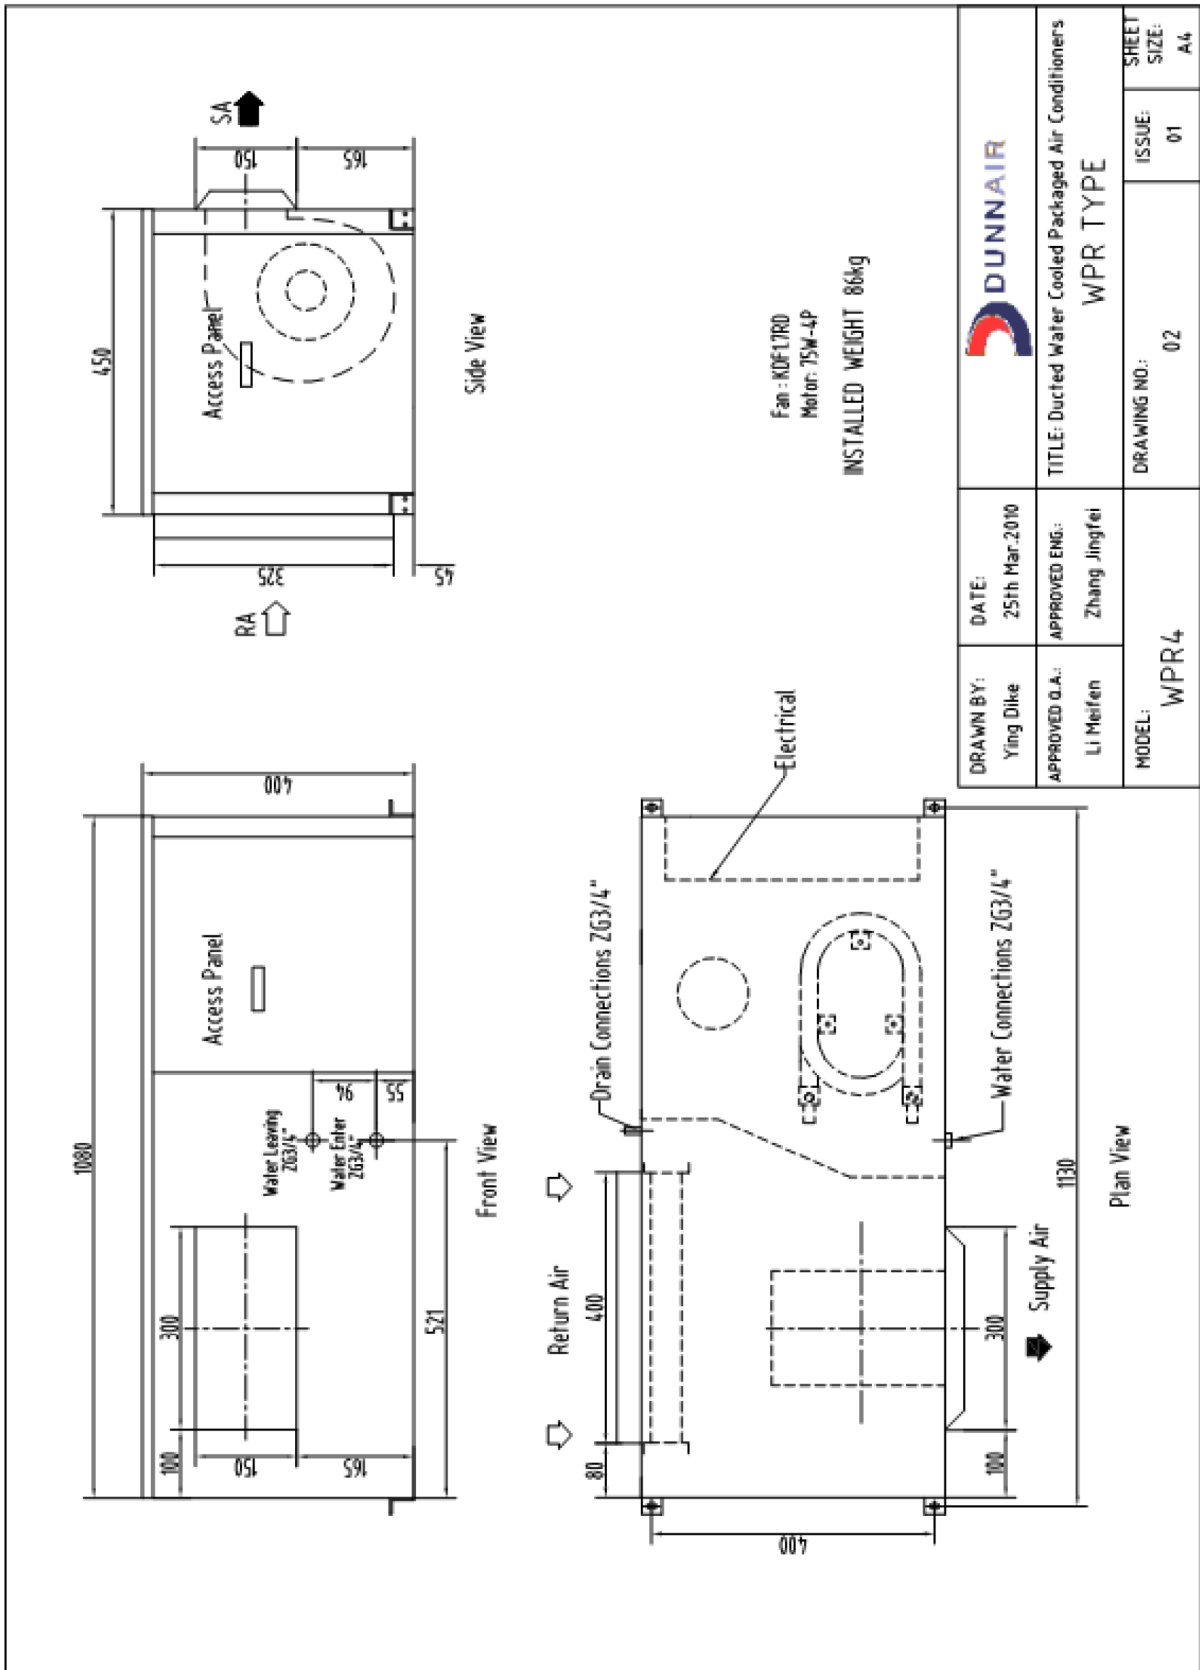 1080
400
300
100
150
165
Access Panel
Water Leaving
ZG3/4"
Water Enter
ZG3/4"
94
55
521
Front View
450
Access Panel
SA
150
165
RA
325
45
Side View
Return Air
400
80
Drain Connections ZG3/4"
Electrical
400
Water Connections ZG3/4"
100
300
Supply Air
1130
Plan View
Fan : KDF17RD
Motor: 75W-4P
INSTALLED WEIGHT 86kg
DRAWN BY:
Ying Dike
DATE:
25th Mar.2010
DUNNAIR
APPROVED Q.A.:
Li Meifen
APPROVED ENG.:
Zhang Jingfei
TITLE: Ducted Water Cooled Packaged Air Conditioners
WPR TYPE
MODEL:
WPR4
DRAWING NO.:
02
ISSUE:
01
SHEET
SIZE:
A4